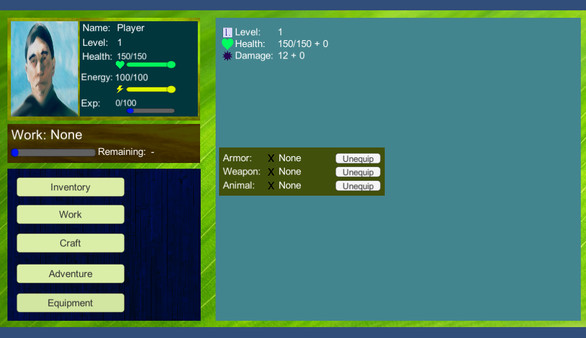 Name: Player
Level: 1
Health: 150/150
Energy: 100/100
Exp: 0/100
Work: None
Remaining: -
Inventory
Work
Craft
Adventure
Equipment
L Level: 1
Health: 150/150 + 0
Damage: 12 + 0
Armor: X None Unequip
Weapon: X None Unequip
Animal: X None Unequip